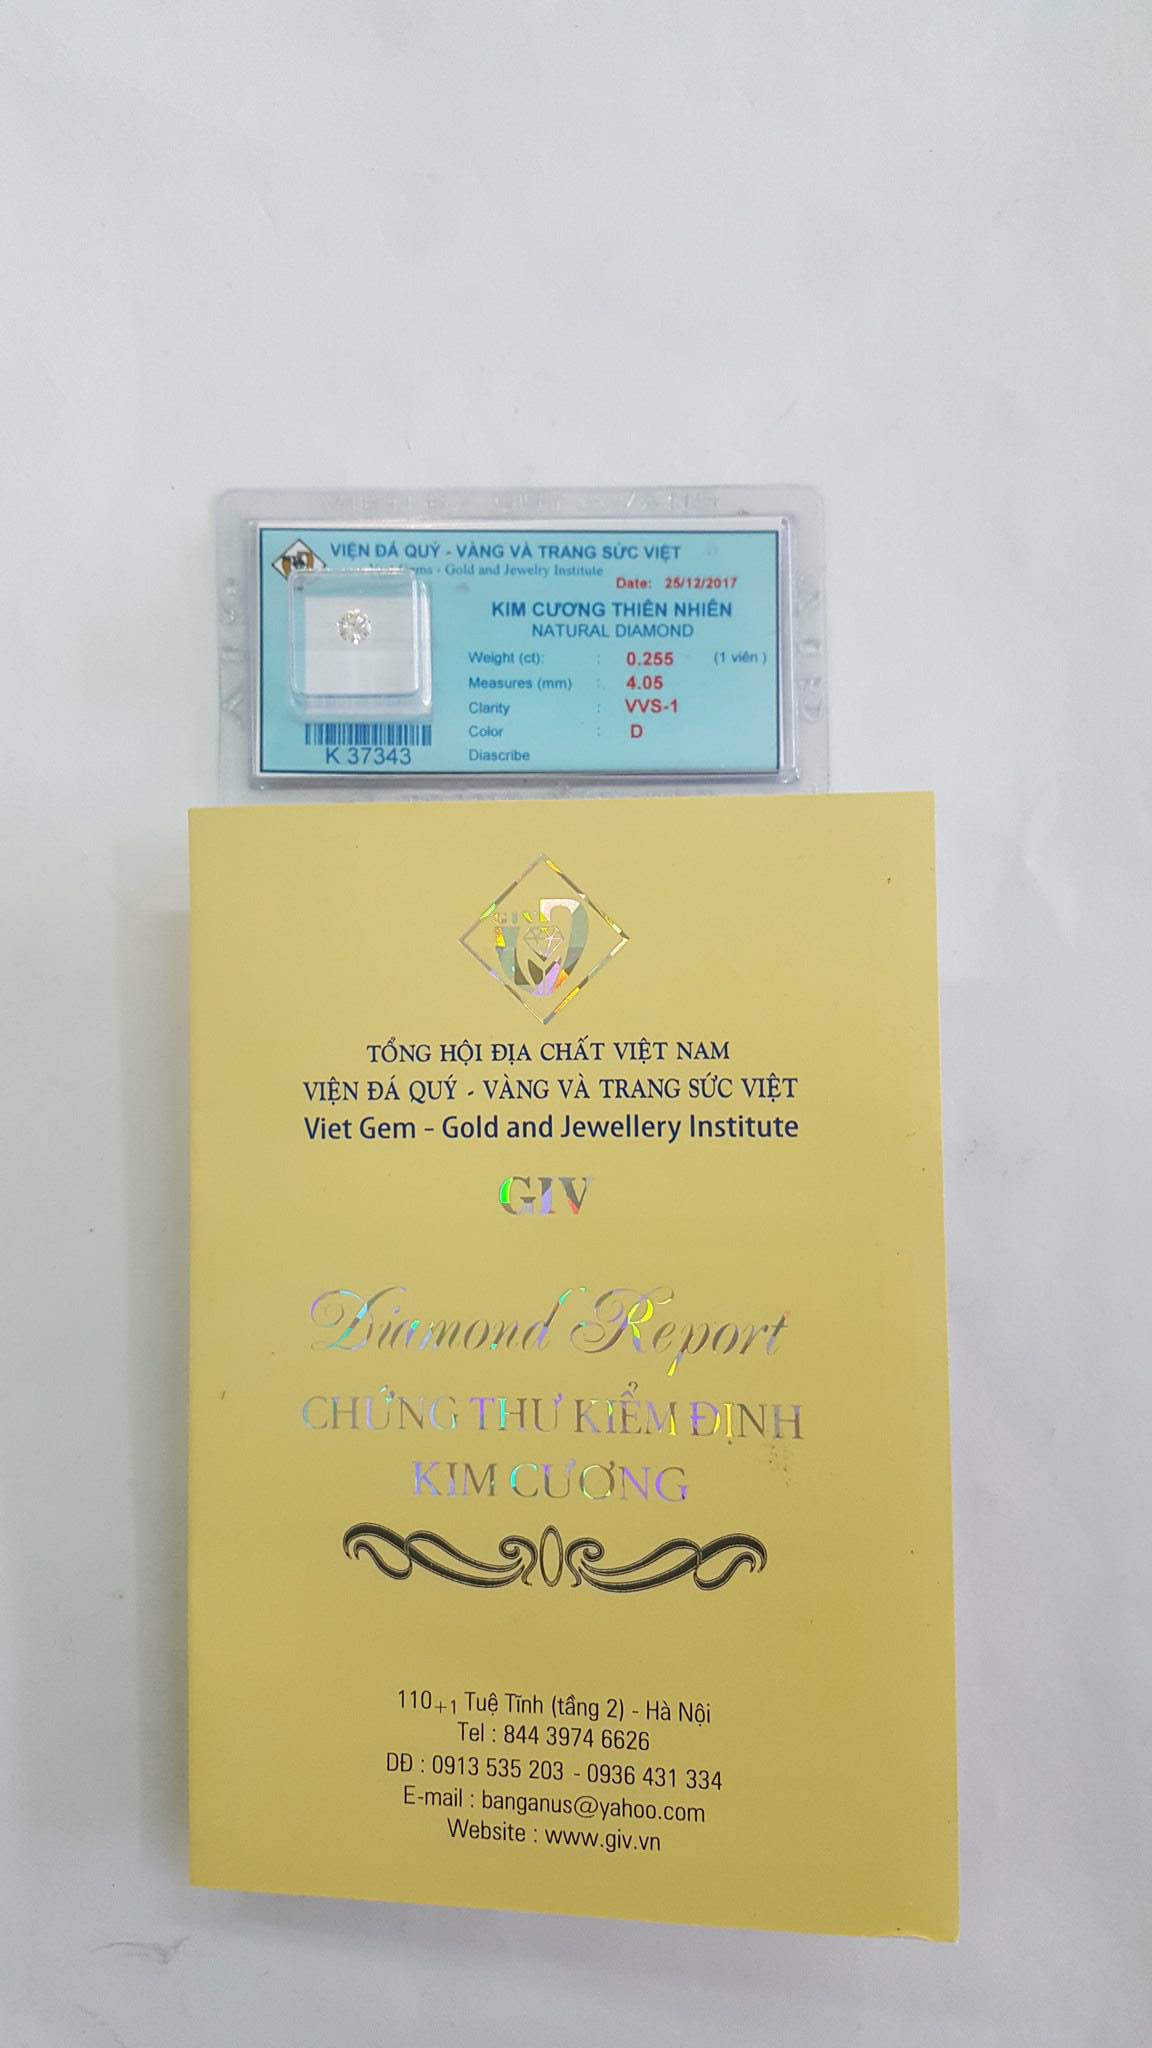 VIỆN ĐÁ QUÝ - VÀNG VÀ TRANG SỨC VIỆT
Gems - Gold and Jewelry Institute
Date: 25/12/2017
KIM CƯƠNG THIÊN NHIÊN
NATURAL DIAMOND
Weight (ct): : 0.255 (1 viên )
Measures (mm) : 4.05
Clarity : VVS-1
Color : D
Diascribe
K 37343
GIV
TỔNG HỘI ĐỊA CHẤT VIỆT NAM
VIỆN ĐÁ QUÝ - VÀNG VÀ TRANG SỨC VIỆT
Viet Gem - Gold and Jewellery Institute
GIV
Diamond Report
CHỨNG THƯ KIỂM ĐỊNH
KIM CƯƠNG
110+1 Tuệ Tĩnh (tầng 2) - Hà Nội
Tel : 844 3974 6626
DĐ : 0913 535 203 - 0936 431 334
E-mail : banganus@yahoo.com
Website : www.giv.vn